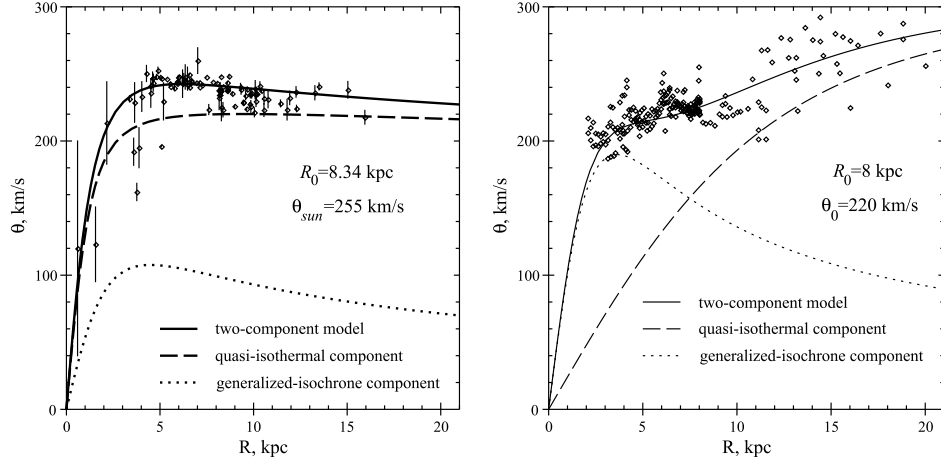 300
200
100
0
θ, km/s
R₀=8.34 kpc
θₛᵤₙ=255 km/s
two-component model
quasi-isothermal component
generalized-isochrone component
0 5 10 15 20
R, kpc
300
200
100
0
θ, km/s
R₀=8 kpc
θ₀=220 km/s
two-component model
quasi-isothermal component
generalized-isochrone component
0 5 10 15 20
R, kpc